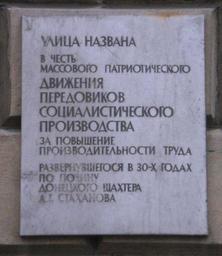 УЛИЦА НАЗВАНА
В ЧЕСТЬ
МАССОВОГО ПАТРИОТИЧЕСКОГО
ДВИЖЕНИЯ
ПЕРЕДОВИКОВ
СОЦИАЛИСТИЧЕСКОГО
ПРОИЗВОДСТВА
ЗА ПОВЫШЕНИЕ
ПРОИЗВОДИТЕЛЬНОСТИ ТРУДА
РАЗВЕРНУВШЕГОСЯ В 30-Х ГОДАХ
ПО ПОЧИНУ
ДОНЕЦКОГО ШАХТЕРА
А.Г. СТАХАНОВА